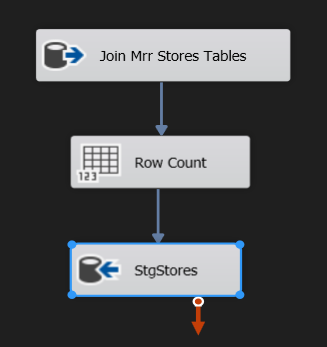 Join Mrr Stores Tables
Row Count
123
StgStores